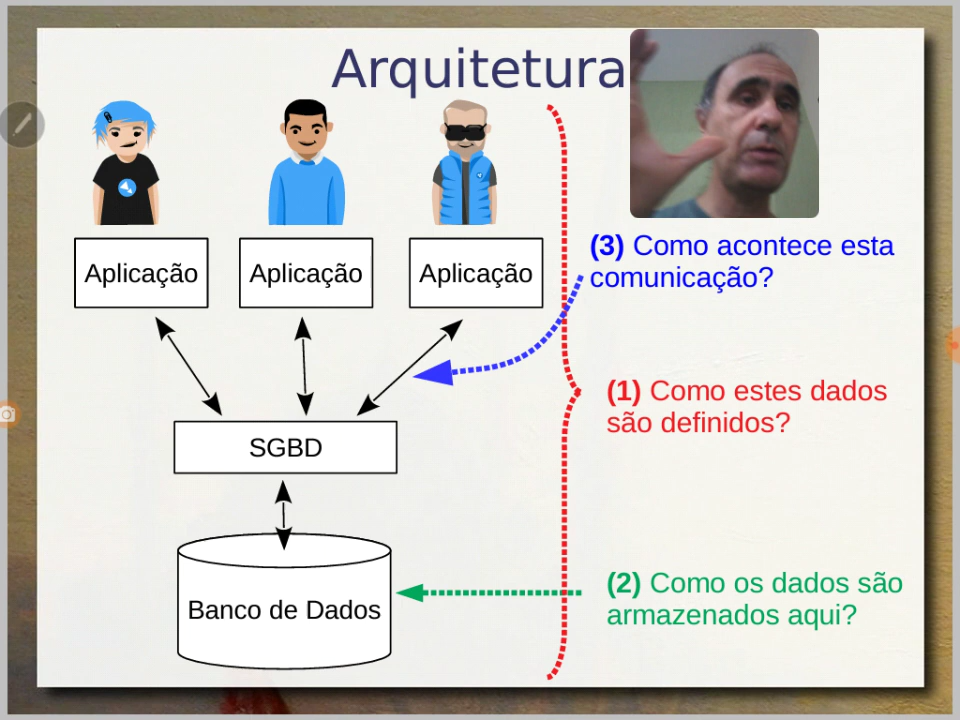 Arquitetura
Aplicação
Aplicação
Aplicação
(3) Como acontece esta
comunicação?
(1) Como estes dados
são definidos?
SGBD
Banco de Dados
(2) Como os dados são
armazenados aqui?